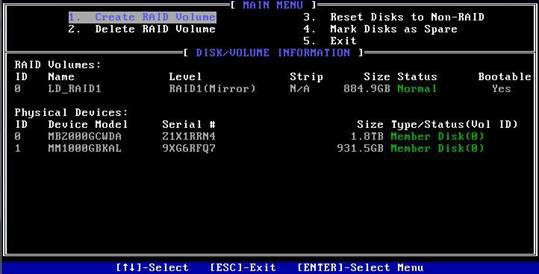 [ MAIN MENU ]
1. Create RAID Volume 3. Reset Disks to Non-RAID
2. Delete RAID Volume 4. Mark Disks as Spare
5. Exit
[ DISK/VOLUME INFORMATION ]
RAID Volumes:
ID Name Level Strip Size Status Bootable
0 LD_RAID1 RAID1(Mirror) N/A 884.9GB Normal Yes
Physical Devices:
ID Device Model Serial # Size Type/Status(Vol ID)
0 MB2000GCWDA Z1X1RRN4 1.8TB Member Disk(0)
1 MM1000GBKAL 9XG6RFQ7 931.5GB Member Disk(0)
[↑↓]-Select [ESC]-Exit [ENTER]-Select Menu